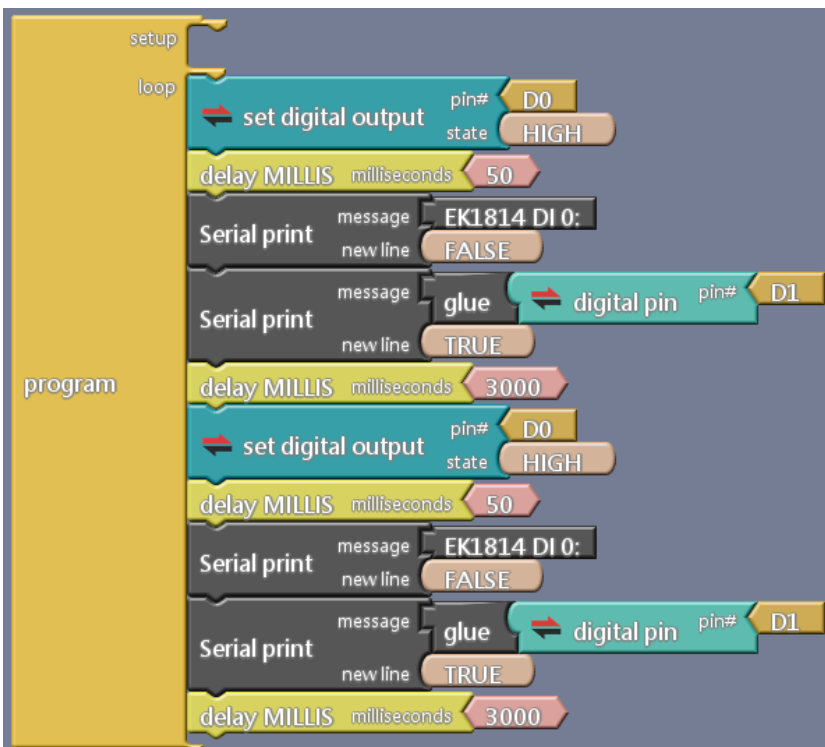 setup
loop
set digital output pin# D0
state HIGH
delay MILLIS milliseconds 50
Serial print message EK1814 DI 0:
new line FALSE
Serial print message glue digital pin pin# D1
new line TRUE
program
delay MILLIS milliseconds 3000
set digital output pin# D0
state HIGH
delay MILLIS milliseconds 50
Serial print message EK1814 DI 0:
new line FALSE
Serial print message glue digital pin pin# D1
new line TRUE
delay MILLIS milliseconds 3000